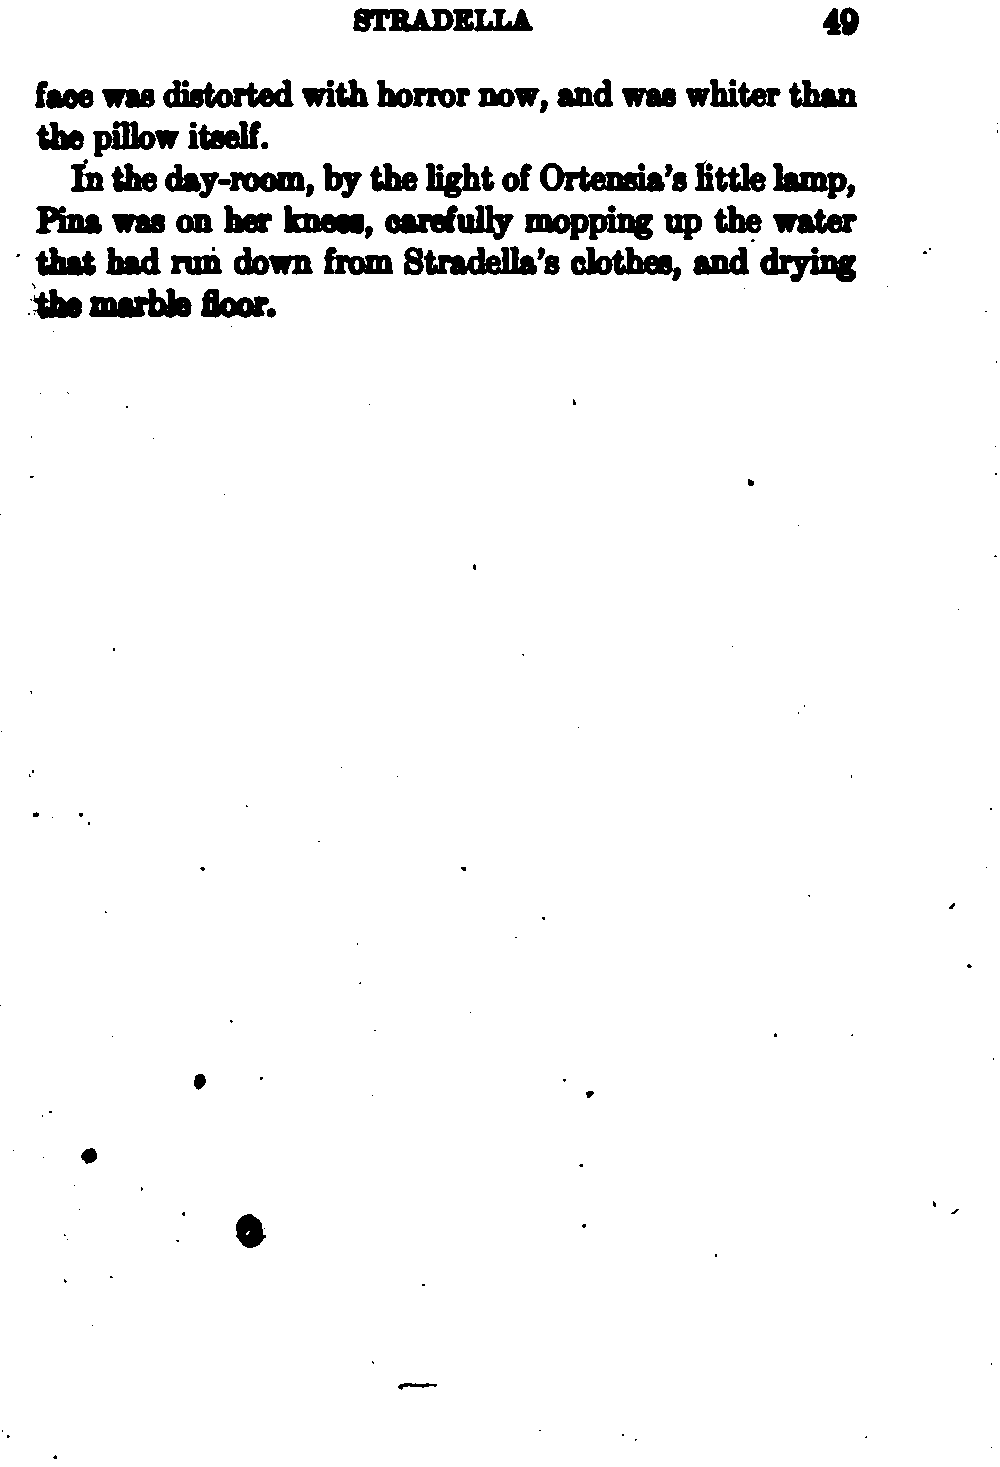 STRADELLA 49
face was distorted with horror now, and was whiter than
the pillow itself.
In the day-room, by the light of Ortensia's little lamp,
Pina was on her knees, carefully mopping up the water
that had run down from Stradella's clothes, and drying
the marble floor.